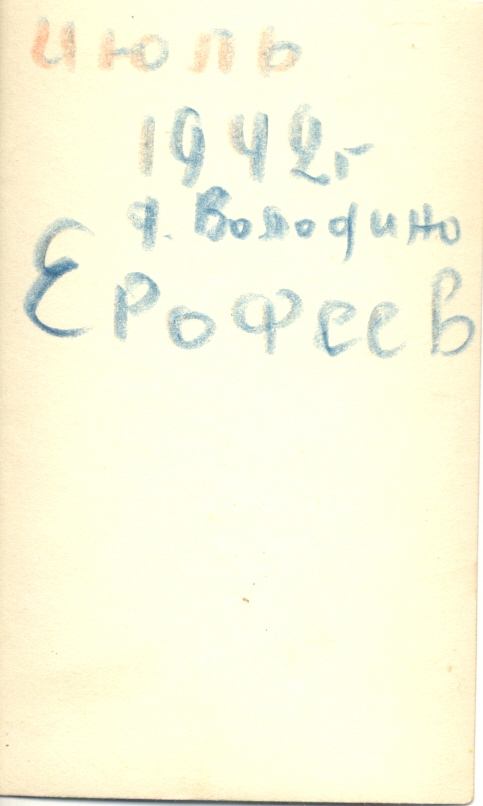 июль
1942г
д. Володино
Ерофеев